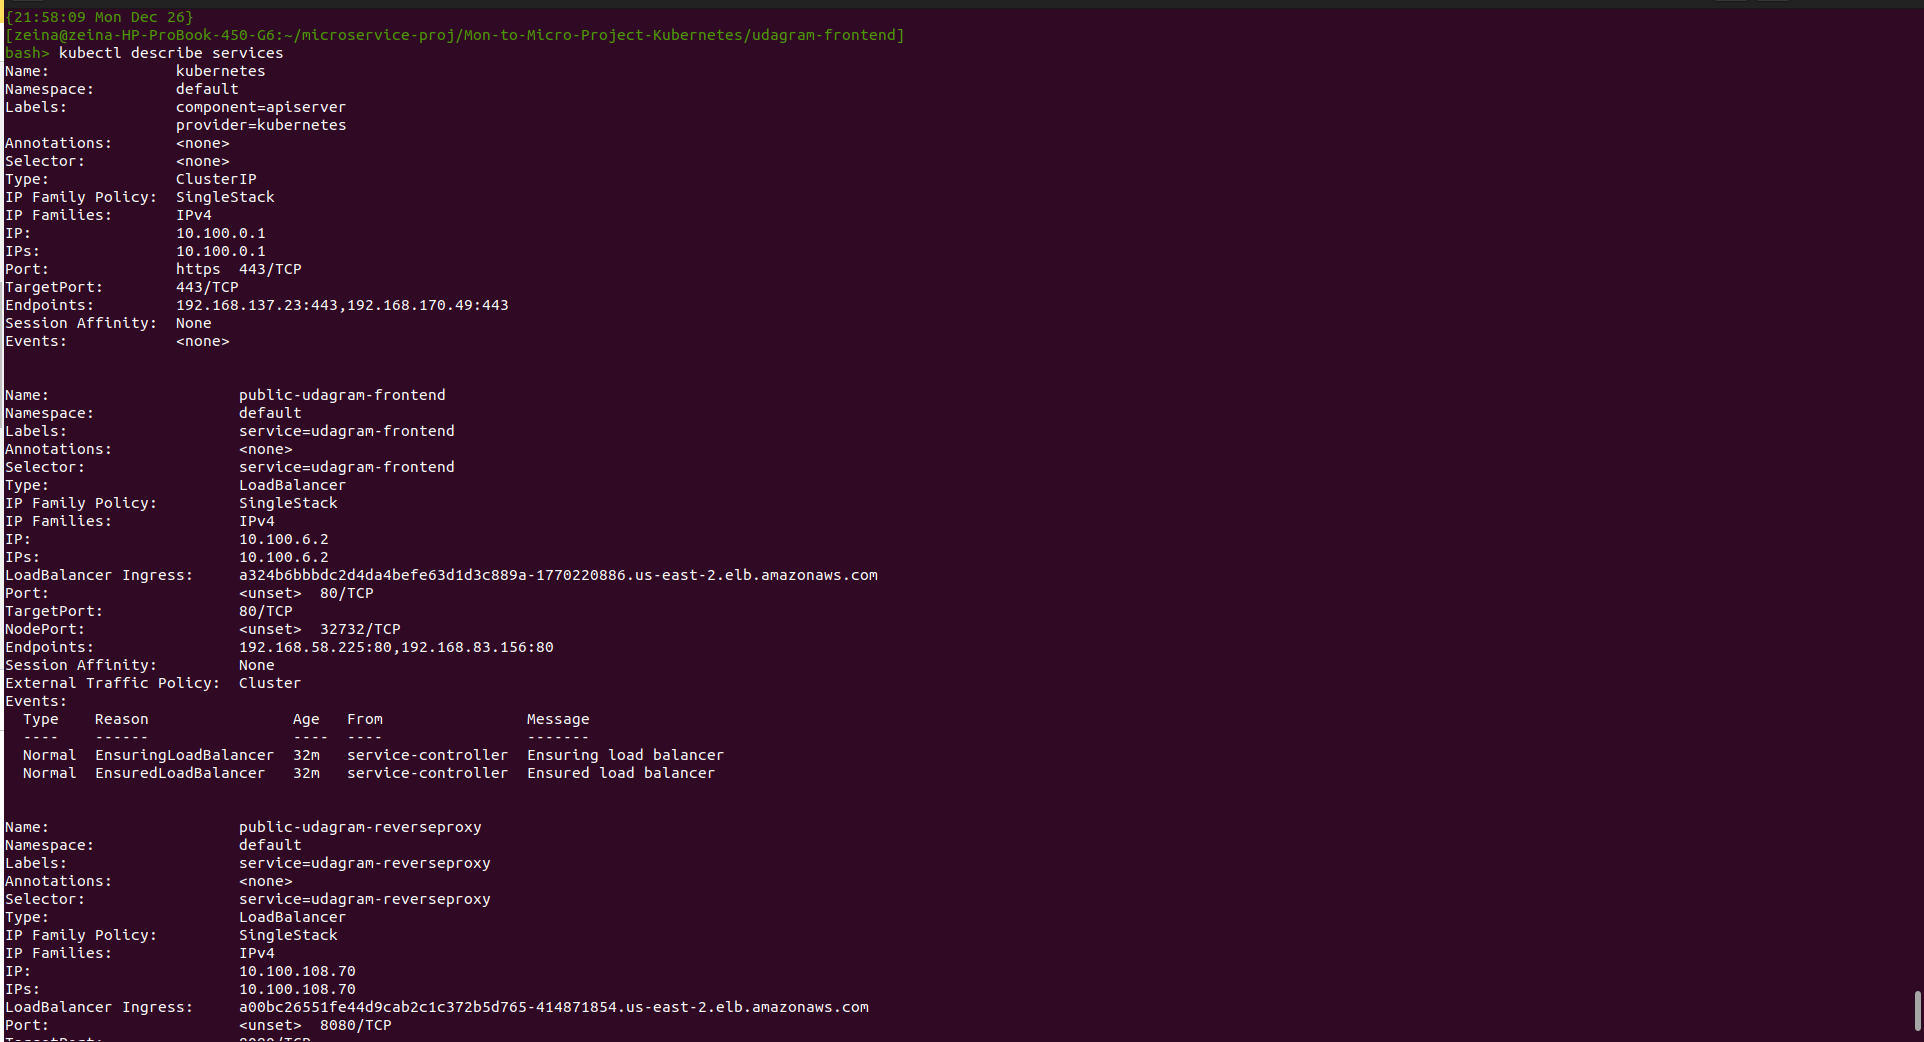 {21:58:09 Mon Dec 26}
[zeina@zeina-HP-ProBook-450-G6:~/microservice-proj/Mon-to-Micro-Project-Kubernetes/udagram-frontend]
bash> kubectl describe services
Name:              kubernetes
Namespace:         default
Labels:            component=apiserver
                   provider=kubernetes
Annotations:       <none>
Selector:          <none>
Type:              ClusterIP
IP Family Policy:  SingleStack
IP Families:       IPv4
IP:                10.100.0.1
IPs:               10.100.0.1
Port:              https  443/TCP
TargetPort:        443/TCP
Endpoints:         192.168.137.23:443,192.168.170.49:443
Session Affinity:  None
Events:            <none>

Name:                     public-udagram-frontend
Namespace:                default
Labels:                   service=udagram-frontend
Annotations:              <none>
Selector:                 service=udagram-frontend
Type:                     LoadBalancer
IP Family Policy:         SingleStack
IP Families:              IPv4
IP:                       10.100.6.2
IPs:                      10.100.6.2
LoadBalancer Ingress:     a324b6bbbdc2d4da4befe63d1d3c889a-1770220886.us-east-2.elb.amazonaws.com
Port:                     <unset>  80/TCP
TargetPort:               80/TCP
NodePort:                 <unset>  32732/TCP
Endpoints:                192.168.58.225:80,192.168.83.156:80
Session Affinity:         None
External Traffic Policy:  Cluster
Events:
  Type    Reason                Age   From                Message
  ----    ------                ----  ----                -------
  Normal  EnsuringLoadBalancer  32m   service-controller  Ensuring load balancer
  Normal  EnsuredLoadBalancer   32m   service-controller  Ensured load balancer

Name:                     public-udagram-reverseproxy
Namespace:                default
Labels:                   service=udagram-reverseproxy
Annotations:              <none>
Selector:                 service=udagram-reverseproxy
Type:                     LoadBalancer
IP Family Policy:         SingleStack
IP Families:              IPv4
IP:                       10.100.108.70
IPs:                      10.100.108.70
LoadBalancer Ingress:     a00bc26551fe44d9cab2c1c372b5d765-414871854.us-east-2.elb.amazonaws.com
Port:                     <unset>  8080/TCP
TargetPort:               8080/TCP